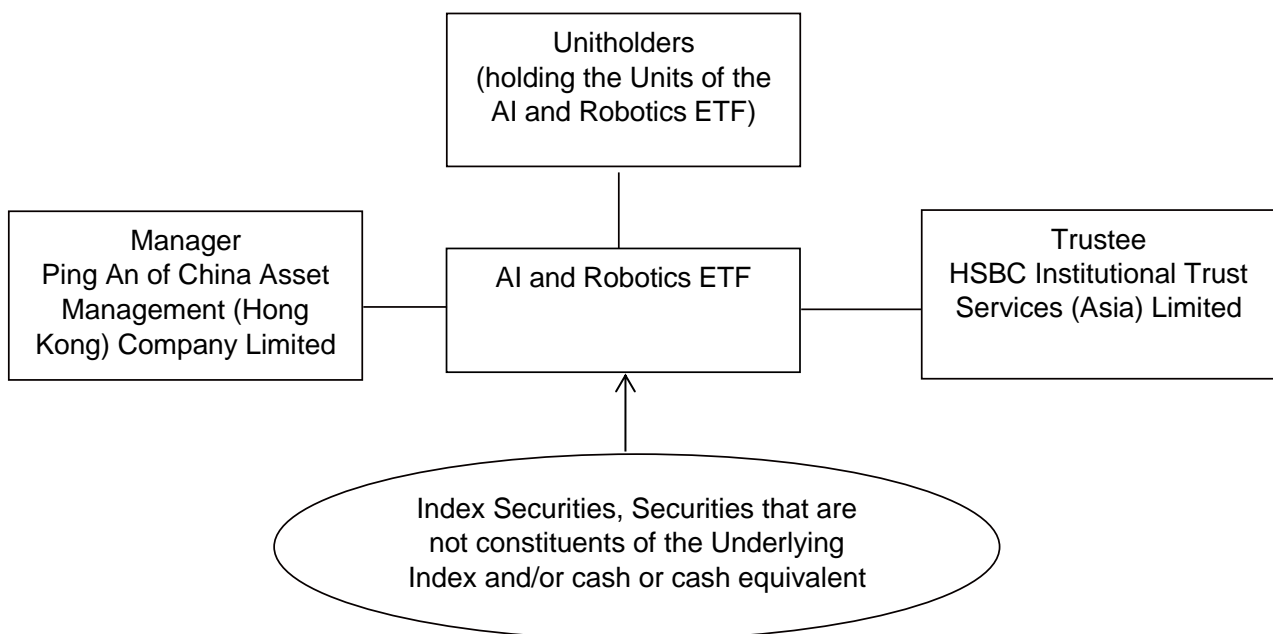 Unitholders
(holding the Units of the
AI and Robotics ETF)
Manager
Ping An of China Asset
Management (Hong
Kong) Company Limited
AI and Robotics ETF
Trustee
HSBC Institutional Trust
Services (Asia) Limited
Index Securities, Securities that are
not constituents of the Underlying
Index and/or cash or cash equivalent